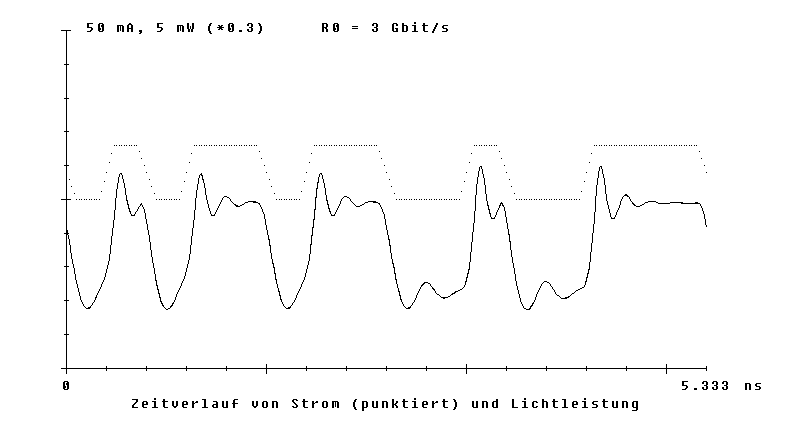 50 mA, 5 mW (*0.3)   R0 = 3 Gbit/s
0   5.333 ns
Zeitverlauf von Strom (punktiert) und Lichtleistung